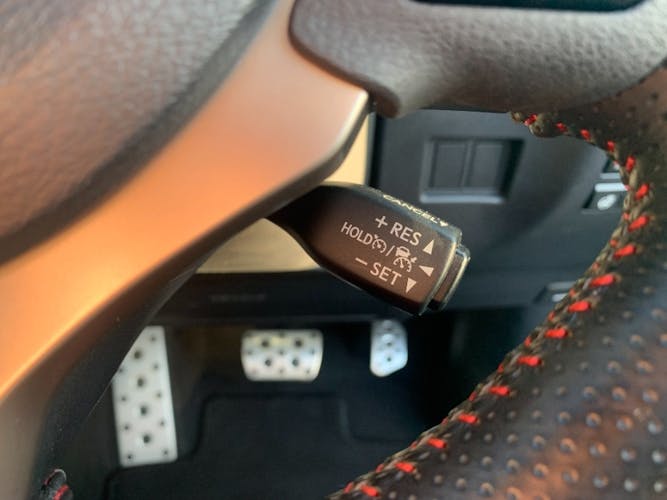 CANCEL
+ RES ▲
HOLD /
− SET ▼